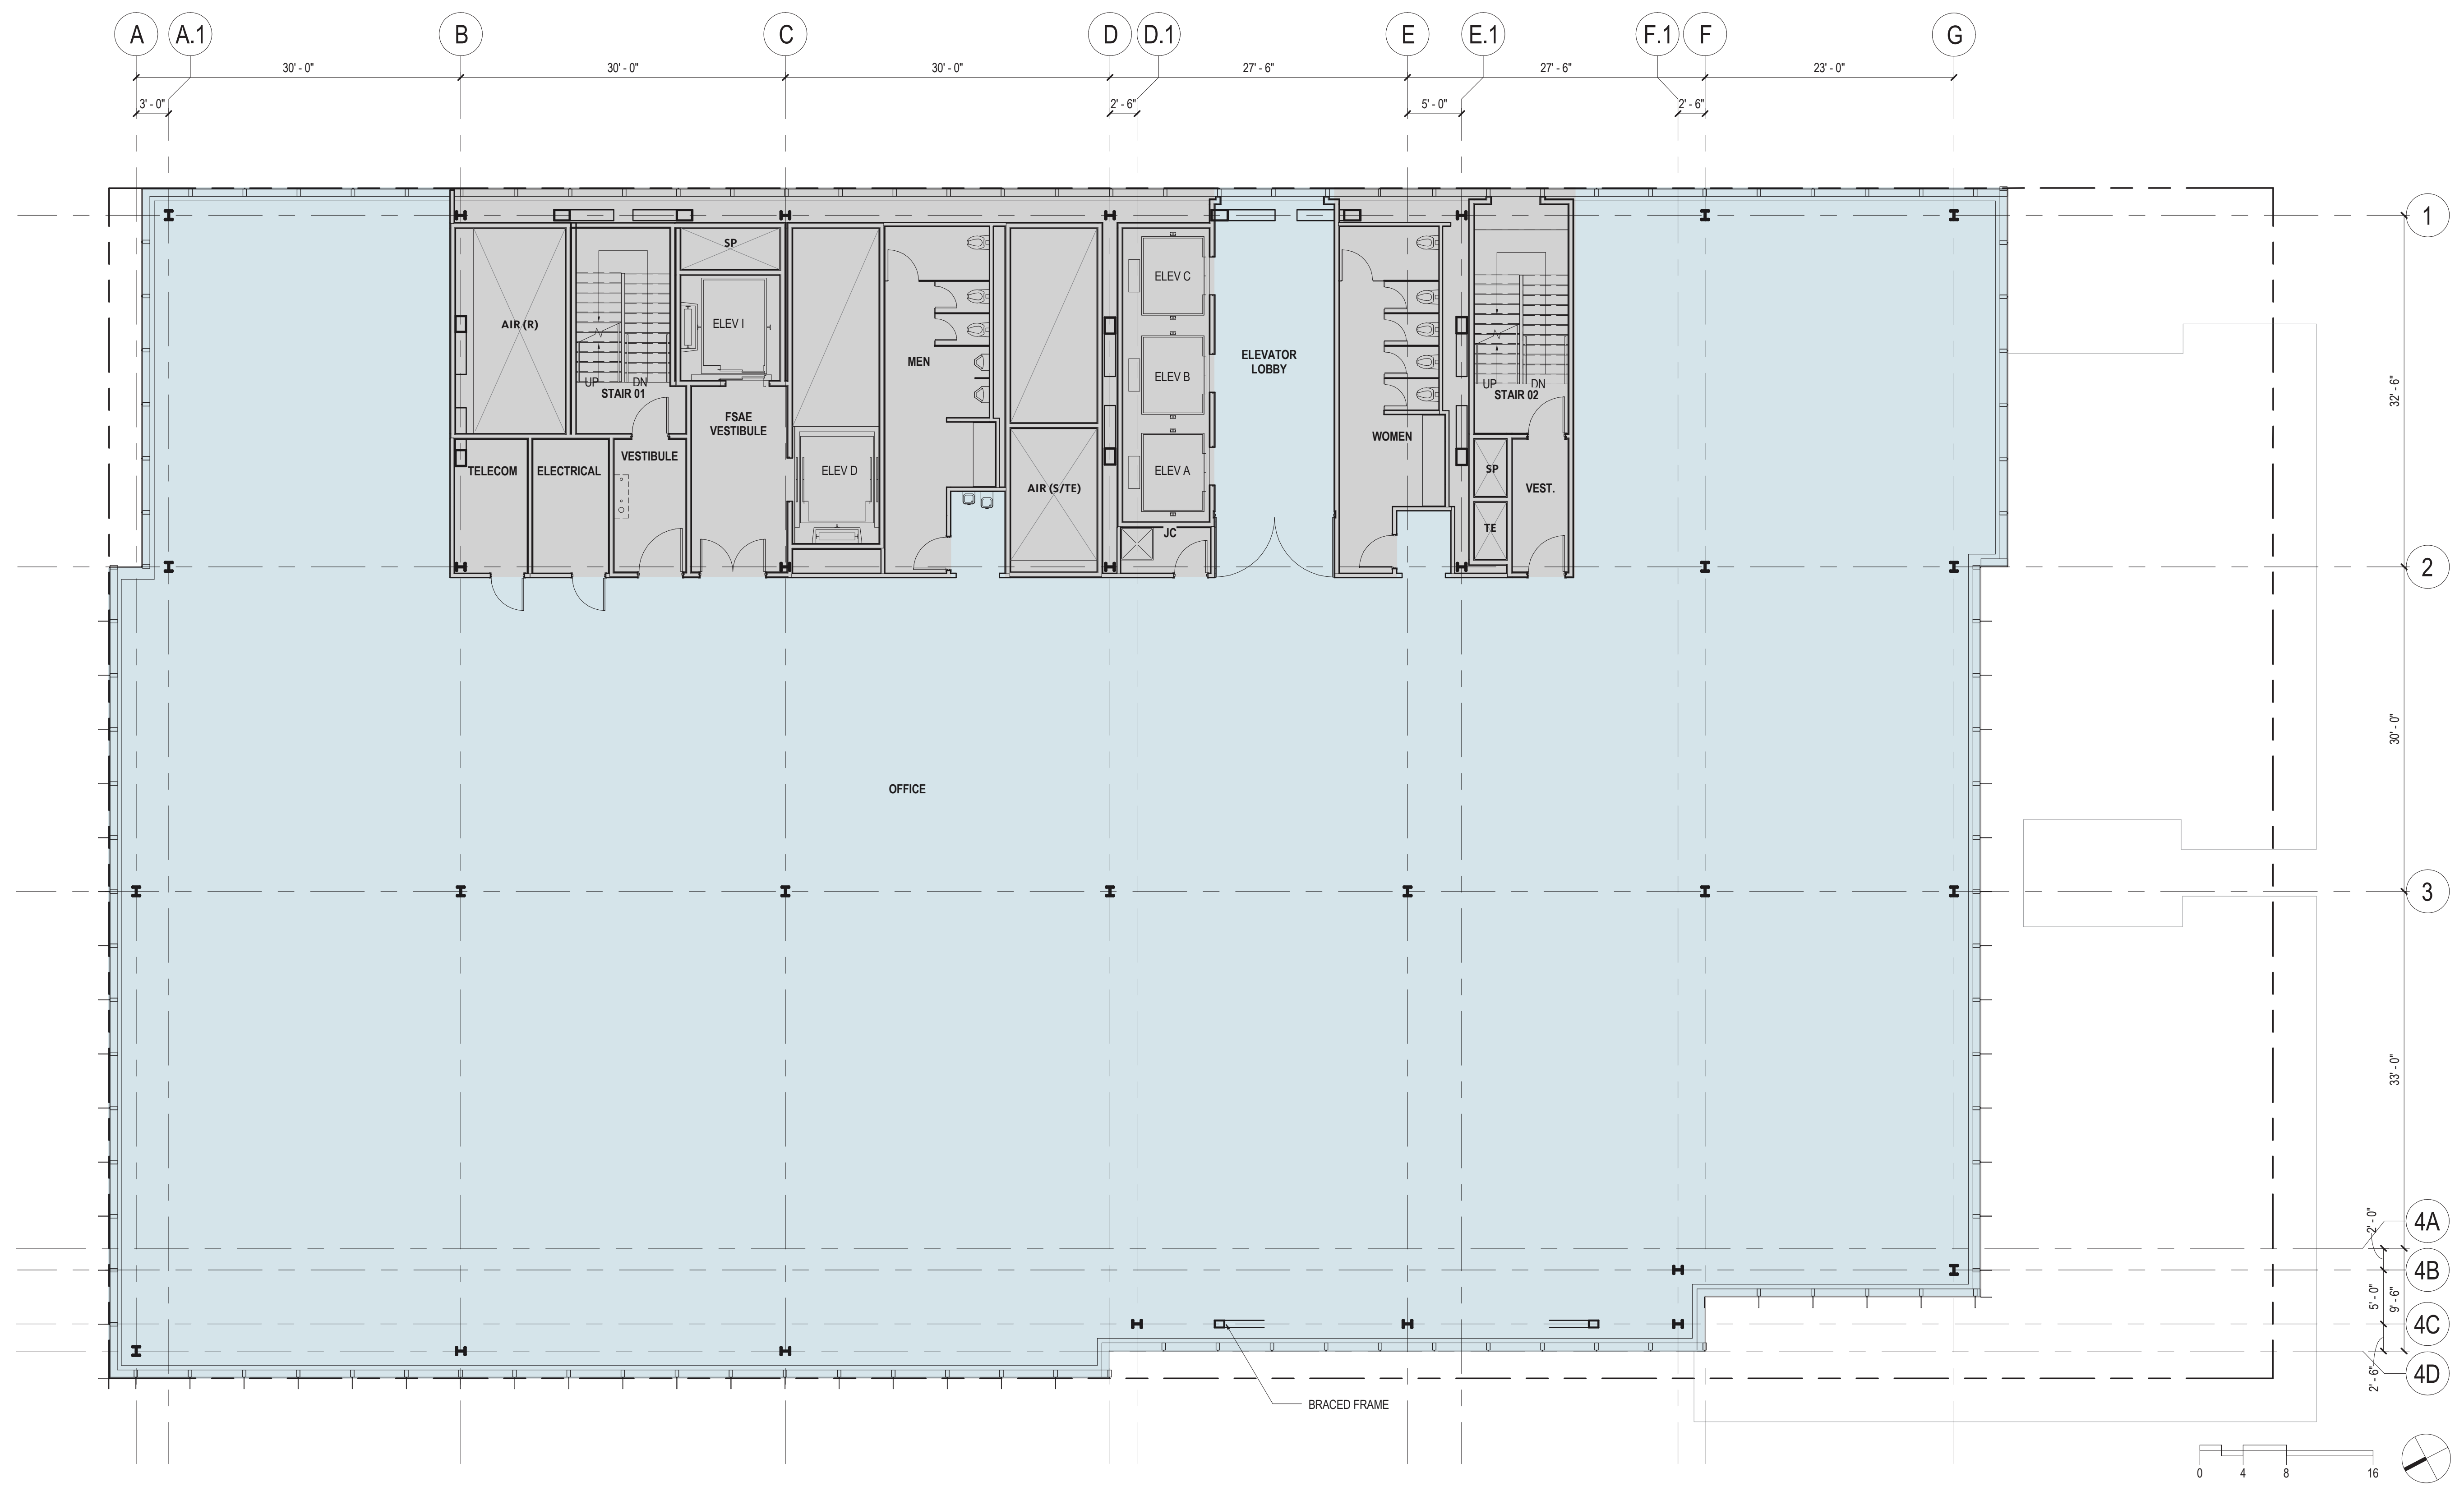 A
A.1
B
C
D
D.1
E
E.1
F.1
F
G
30' - 0"
30' - 0"
30' - 0"
27' - 6"
27' - 6"
23' - 0"
3' - 0"
2' - 6"
5' - 0"
2' - 6"
1
SP
ELEV C
AIR (R)
ELEV I
MEN
ELEVATOR
LOBBY
ELEV B
UP
DN
STAIR 01
UP
DN
STAIR 02
32' - 6"
FSAE
VESTIBULE
WOMEN
VESTIBULE
TELECOM
ELECTRICAL
ELEV D
ELEV A
SP
AIR (S/TE)
VEST.
TE
JC
2
30' - 0"
OFFICE
3
33' - 0"
2' - 0"
4A
4B
5' - 0"
9' - 6"
4C
2' - 6"
4D
BRACED FRAME
0
4
8
16